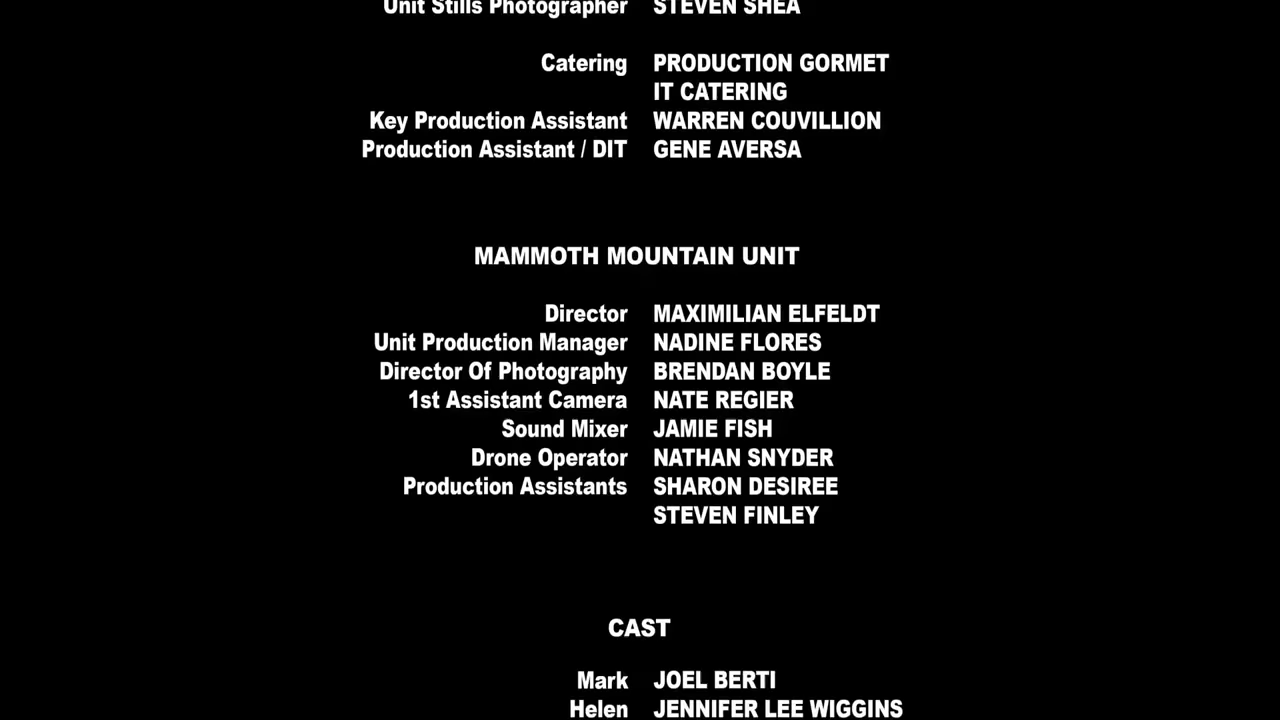 Unit Stills Photographer STEVEN SHEA
Catering PRODUCTION GORMET
IT CATERING
Key Production Assistant WARREN COUVILLION
Production Assistant / DIT GENE AVERSA
MAMMOTH MOUNTAIN UNIT
Director MAXIMILIAN ELFELDT
Unit Production Manager NADINE FLORES
Director Of Photography BRENDAN BOYLE
1st Assistant Camera NATE REGIER
Sound Mixer JAMIE FISH
Drone Operator NATHAN SNYDER
Production Assistants SHARON DESIREE
STEVEN FINLEY
CAST
Mark JOEL BERTI
Helen JENNIFER LEE WIGGINS